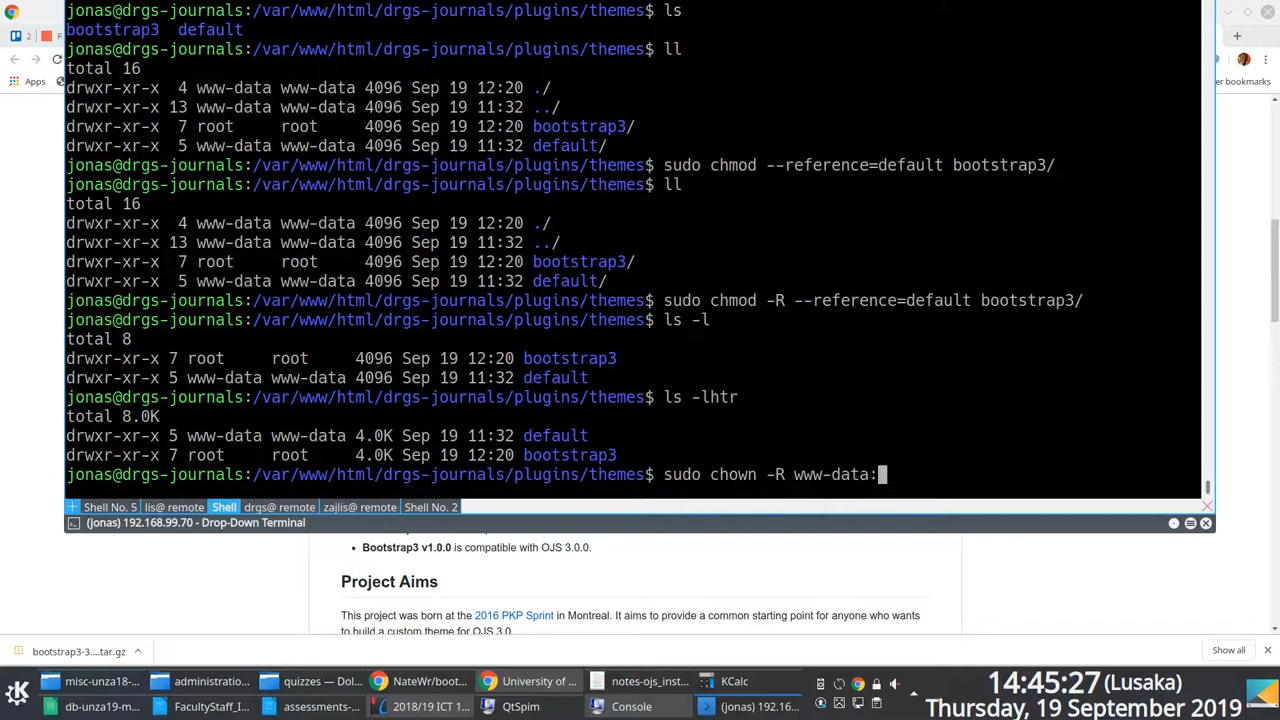 jonas@drgs-journals:/var/www/html/drgs-journals/plugins/themes$ ls
bootstrap3  default
jonas@drgs-journals:/var/www/html/drgs-journals/plugins/themes$ ll
total 16
drwxr-xr-x  4 www-data www-data 4096 Sep 19 12:20 ./
drwxr-xr-x 13 www-data www-data 4096 Sep 19 11:32 ../
drwxr-xr-x  7 root     root     4096 Sep 19 12:20 bootstrap3/
drwxr-xr-x  5 www-data www-data 4096 Sep 19 11:32 default/
jonas@drgs-journals:/var/www/html/drgs-journals/plugins/themes$ sudo chmod --reference=default bootstrap3/
jonas@drgs-journals:/var/www/html/drgs-journals/plugins/themes$ ll
total 16
drwxr-xr-x  4 www-data www-data 4096 Sep 19 12:20 ./
drwxr-xr-x 13 www-data www-data 4096 Sep 19 11:32 ../
drwxr-xr-x  7 root     root     4096 Sep 19 12:20 bootstrap3/
drwxr-xr-x  5 www-data www-data 4096 Sep 19 11:32 default/
jonas@drgs-journals:/var/www/html/drgs-journals/plugins/themes$ sudo chmod -R --reference=default bootstrap3/
jonas@drgs-journals:/var/www/html/drgs-journals/plugins/themes$ ls -l
total 8
drwxr-xr-x 7 root     root     4096 Sep 19 12:20 bootstrap3
drwxr-xr-x 5 www-data www-data 4096 Sep 19 11:32 default
jonas@drgs-journals:/var/www/html/drgs-journals/plugins/themes$ ls -lhtr
total 8.0K
drwxr-xr-x 5 www-data www-data 4.0K Sep 19 11:32 default
drwxr-xr-x 7 root     root     4.0K Sep 19 12:20 bootstrap3
jonas@drgs-journals:/var/www/html/drgs-journals/plugins/themes$ sudo chown -R www-data:
Shell No. 5 lis@ remote Shell drgs@ remote zajlis@ remote Shell No. 2
(jonas) 192.168.99.70 - Drop-Down Terminal
2
Apps
er bookmarks
Bootstrap3 v1.0.0 is compatible with OJS 3.0.0.
Project Aims
This project was born at the 2016 PKP Sprint in Montreal. It aims to provide a common starting point for anyone who wants
to build a custom theme for OJS 3.0.
bootstrap3-3....tar.gz
Show all
misc-unza18-... administratio... quizzes — Dol... NateWr/boot... University of ... notes-ojs_inst... KCalc
db-unza19-m... FacultyStaff_I... assessments-... 2018/19 ICT 1... QtSpim Console (jonas) 192.16...
14:45:27 (Lusaka)
Thursday, 19 September 2019